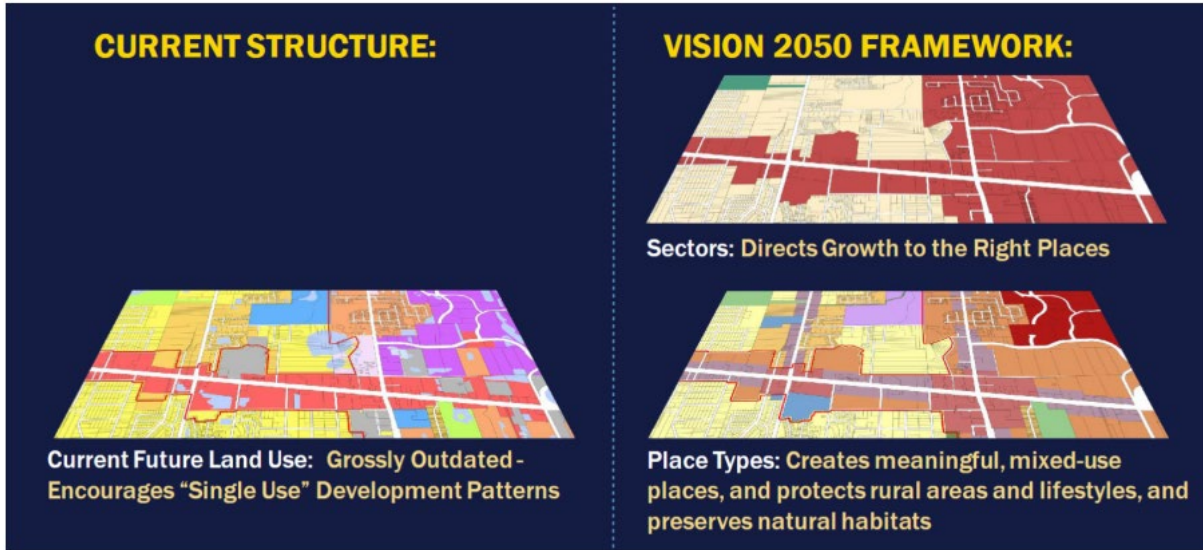 CURRENT STRUCTURE:
Current Future Land Use: Grossly Outdated -
Encourages “Single Use” Development Patterns
VISION 2050 FRAMEWORK:
Sectors: Directs Growth to the Right Places
Place Types: Creates meaningful, mixed-use
places, and protects rural areas and lifestyles, and
preserves natural habitats